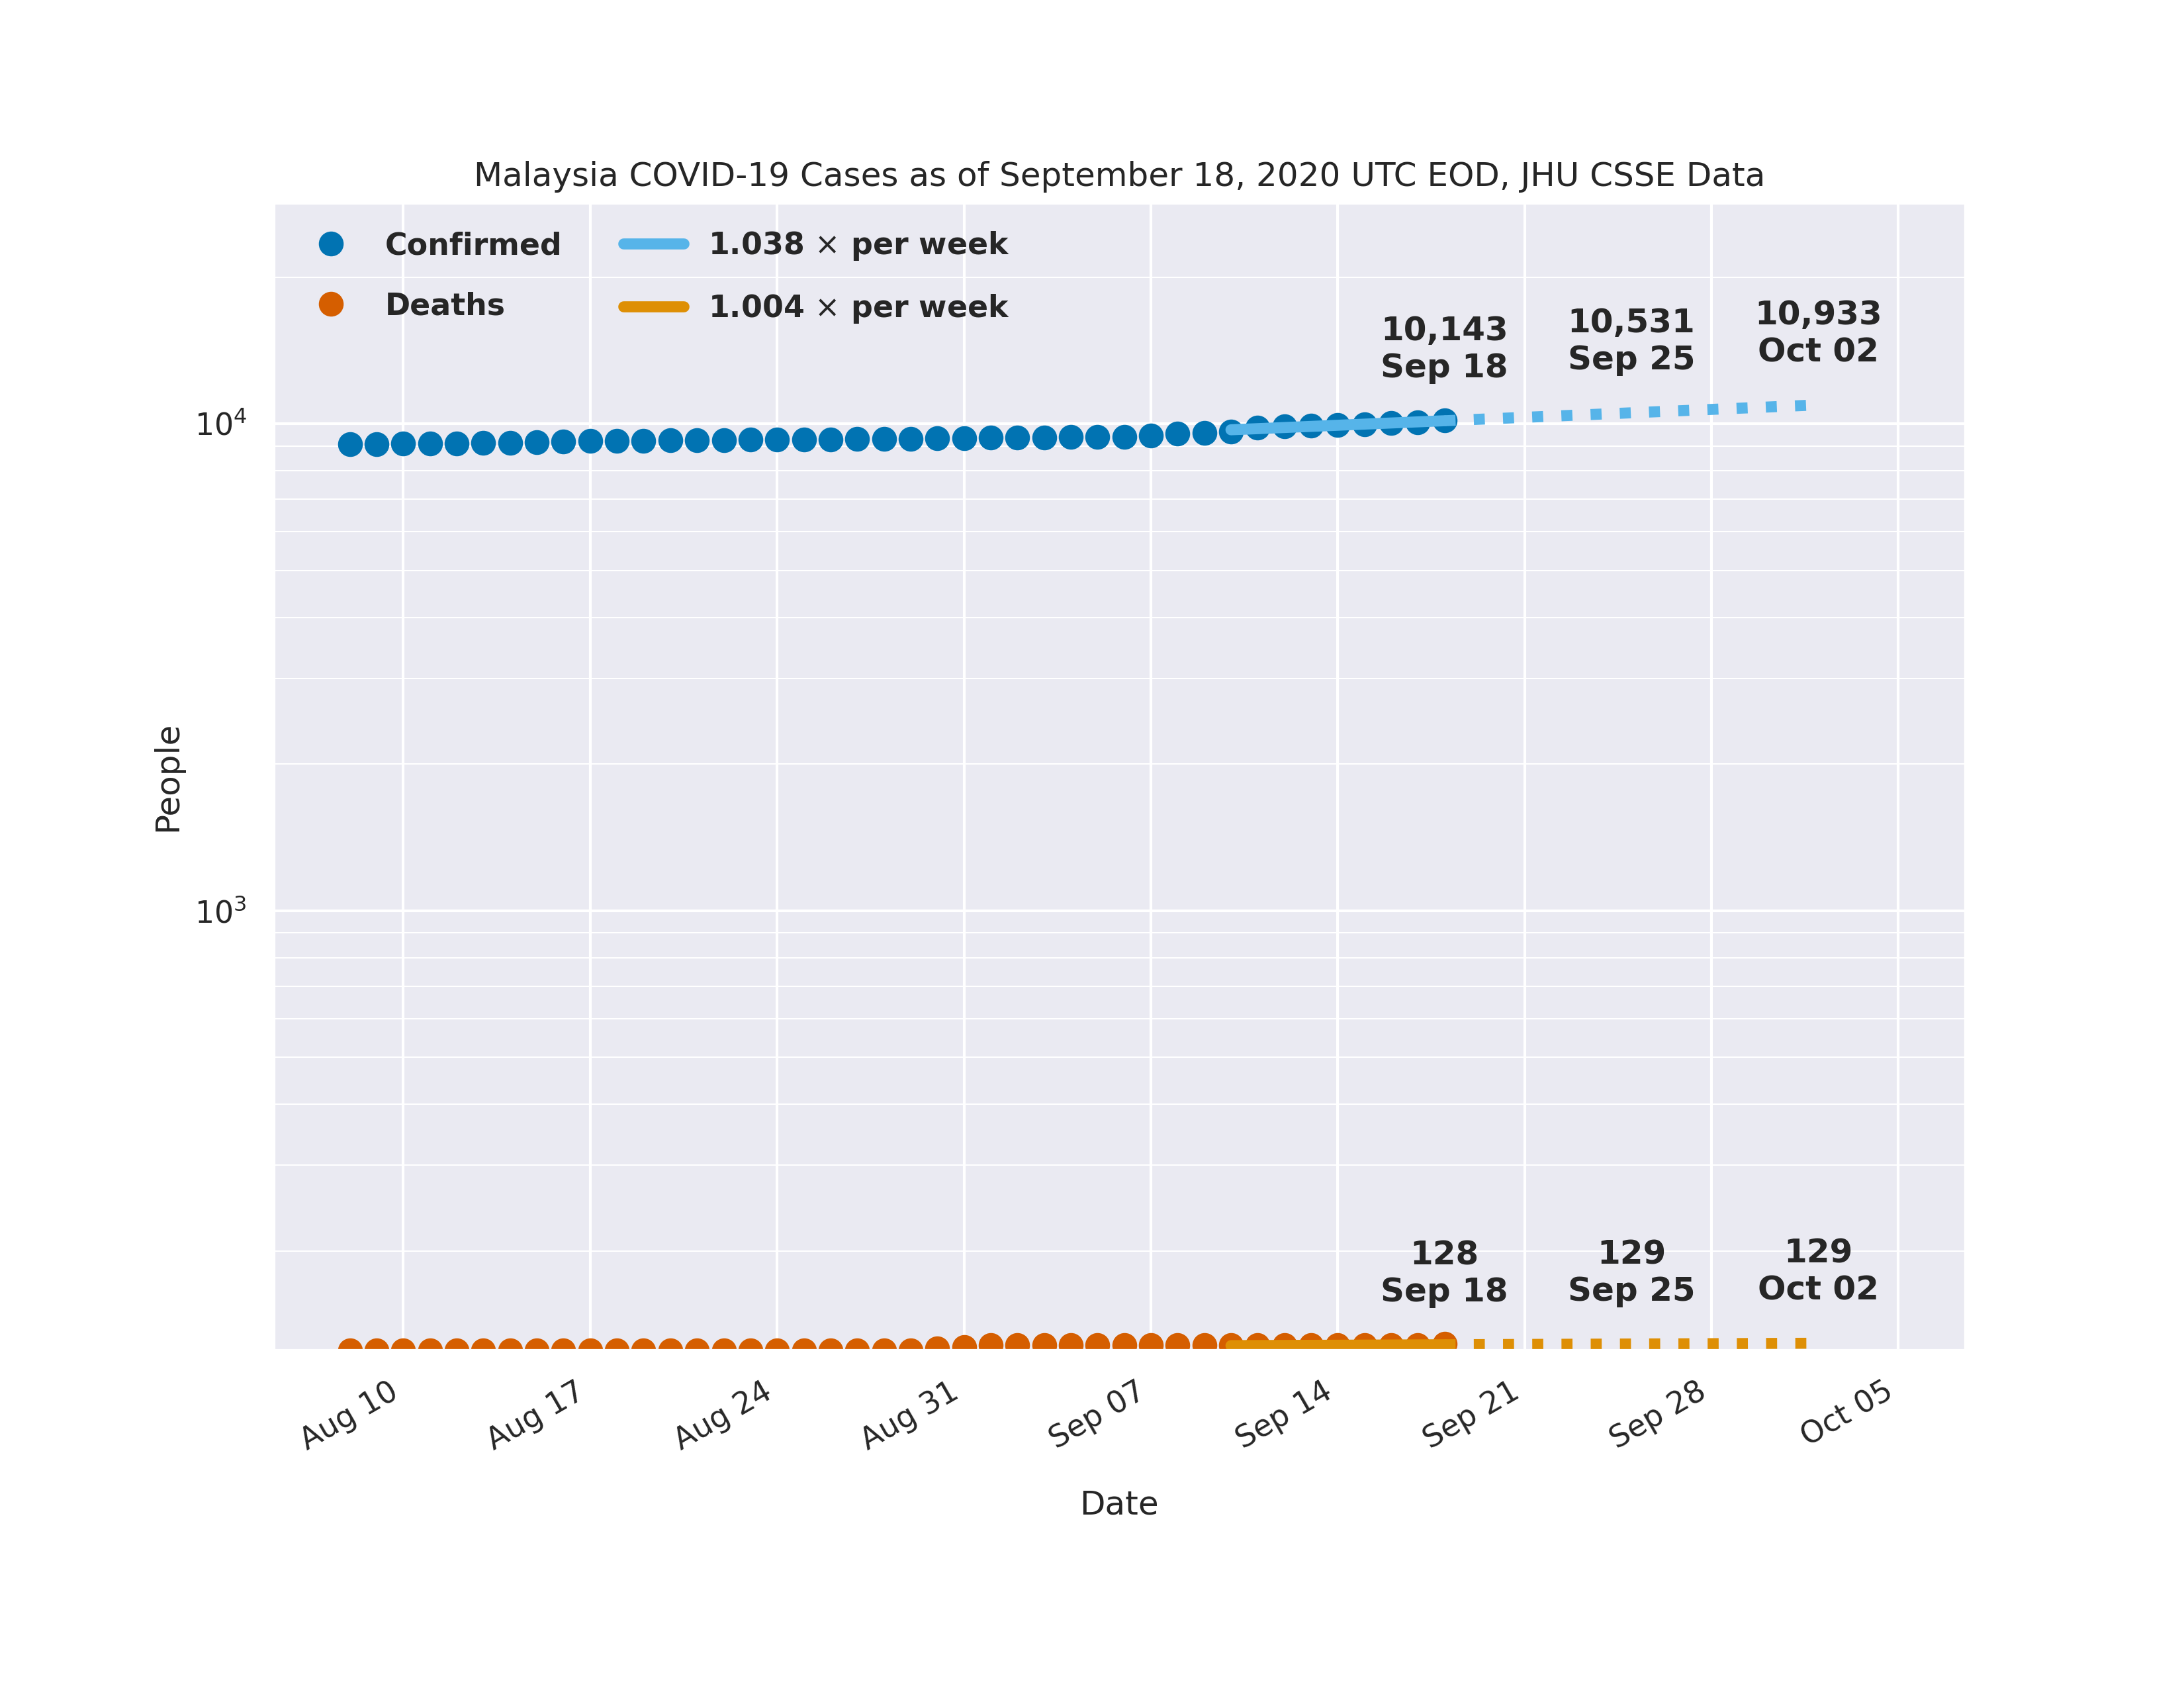 Malaysia COVID-19 Cases as of September 18, 2020 UTC EOD, JHU CSSE Data
Confirmed
Deaths
1.038 × per week
1.004 × per week
10,143
Sep 18
10,531
Sep 25
10,933
Oct 02
10⁴
10³
People
128
Sep 18
129
Sep 25
129
Oct 02
Aug 10
Aug 17
Aug 24
Aug 31
Sep 07
Sep 14
Sep 21
Sep 28
Oct 05
Date